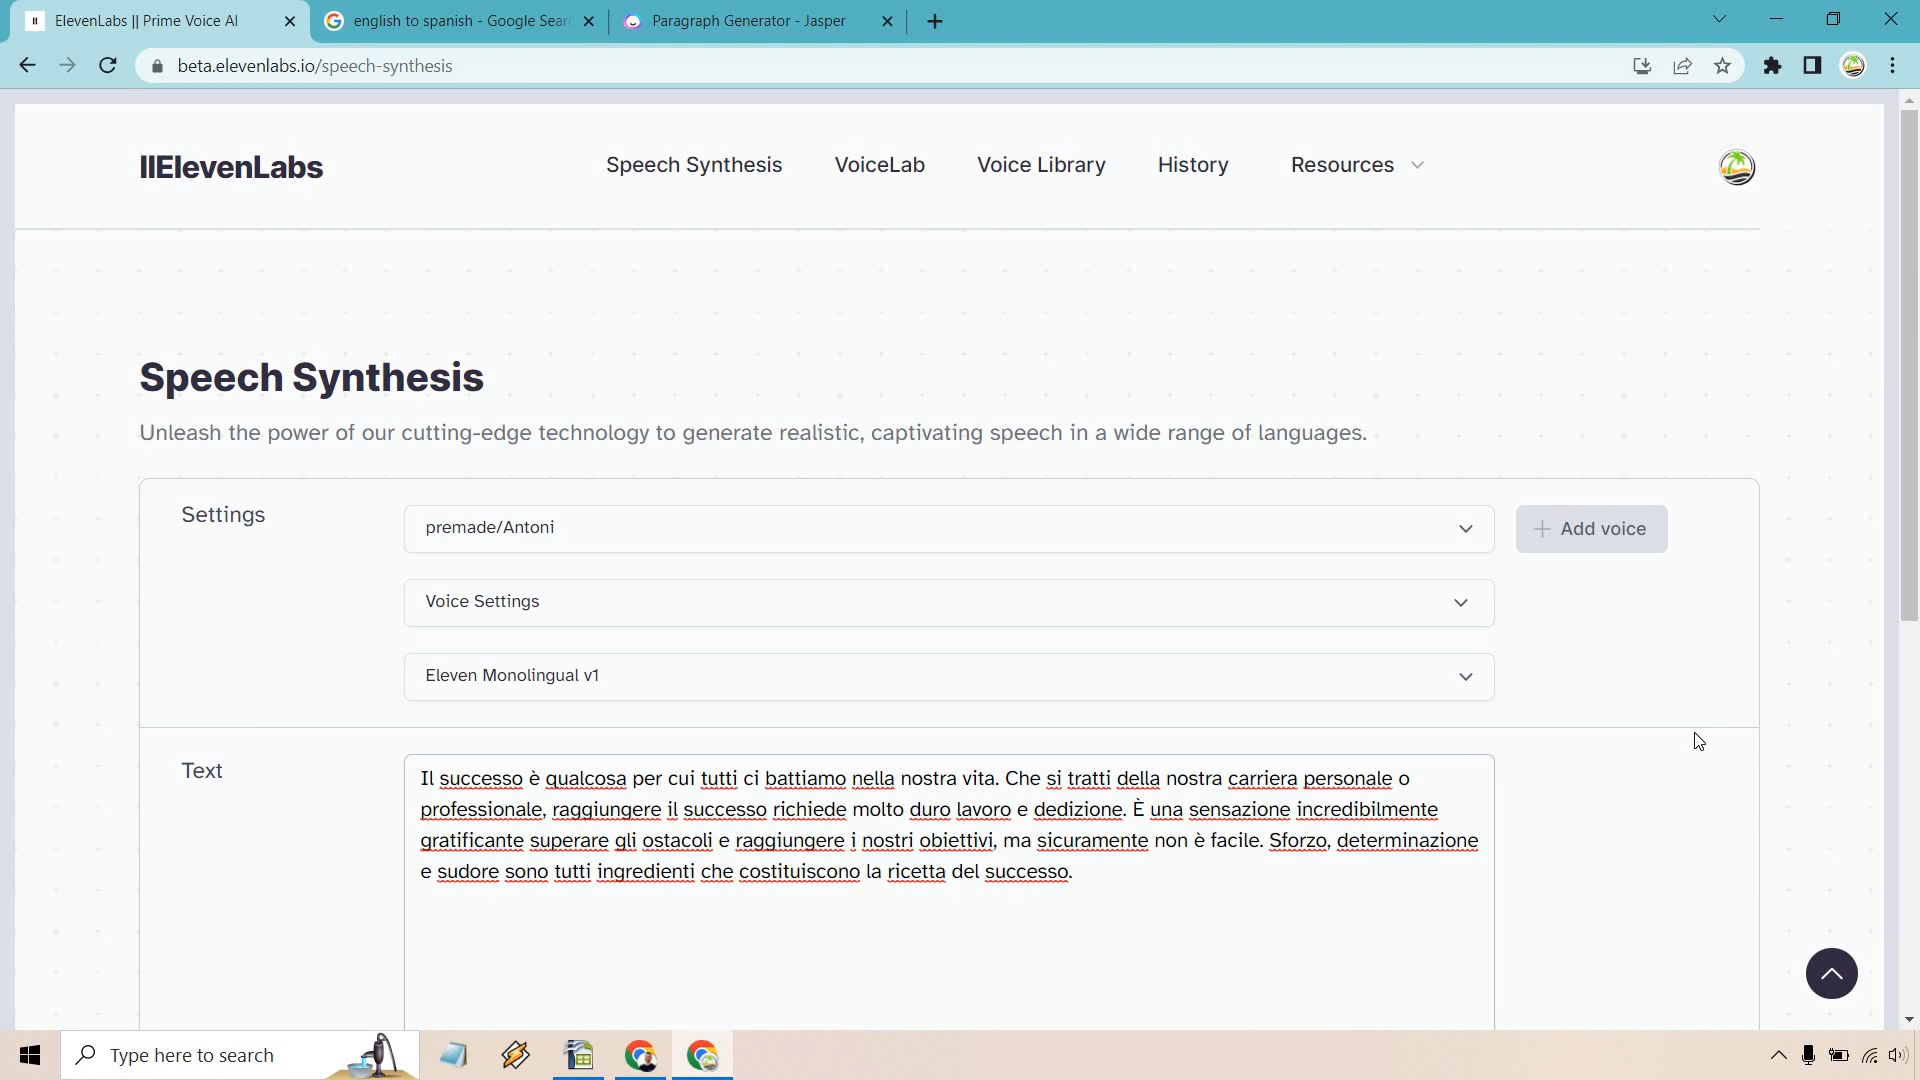 ElevenLabs || Prime Voice AI
english to spanish - Google Sear
Paragraph Generator - Jasper
beta.elevenlabs.io/speech-synthesis
IIElevenLabs
Speech Synthesis
VoiceLab
Voice Library
History
Resources
Speech Synthesis
Unleash the power of our cutting-edge technology to generate realistic, captivating speech in a wide range of languages.
Settings
premade/Antoni
+ Add voice
Voice Settings
Eleven Monolingual v1
Text
Il successo è qualcosa per cui tutti ci battiamo nella nostra vita. Che si tratti della nostra carriera personale o
professionale, raggiungere il successo richiede molto duro lavoro e dedizione. È una sensazione incredibilmente
gratificante superare gli ostacoli e raggiungere i nostri obiettivi, ma sicuramente non è facile. Sforzo, determinazione
e sudore sono tutti ingredienti che costituiscono la ricetta del successo.
Type here to search